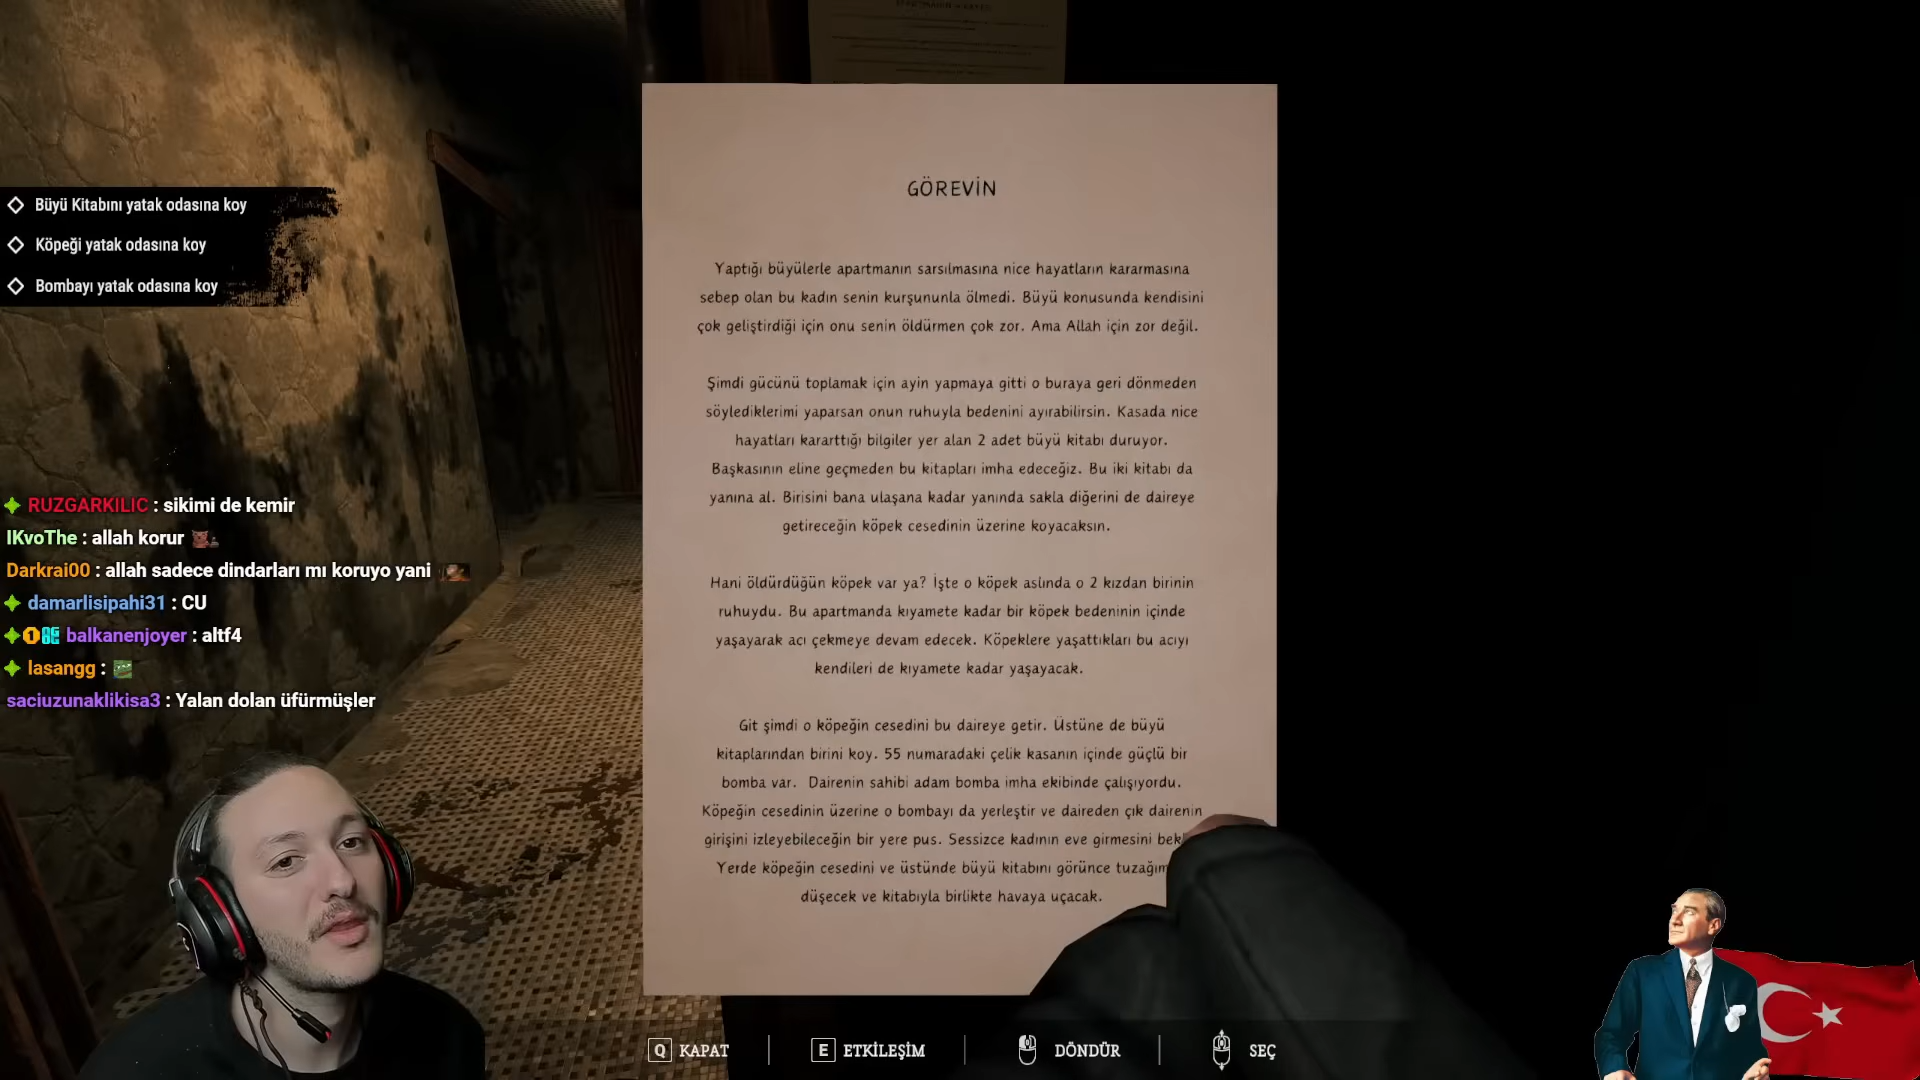 Büyü Kitabını yatak odasına koy
Köpeği yatak odasına koy
Bombayı yatak odasına koy
GÖREVİN
Yaptığı büyülerle apartmanın sarsılmasına nice hayatların kararmasına
sebep olan bu kadın senin kurşununla ölmedi. Büyü konusunda kendisini
çok geliştirdiği için onu senin öldürmen çok zor. Ama Allah için zor değil.
Şimdi gücünü toplamak için ayin yapmaya gitti o buraya geri dönmeden
söylediklerimi yaparsan onun ruhuyla bedenini ayırabilirsin. Kasada nice
hayatları kararttığı bilgiler yer alan 2 adet büyü kitabı duruyor.
Başkasının eline geçmeden bu kitapları imha edeceğiz. Bu iki kitabı da
yanına al. Birisini bana ulaşana kadar yanında sakla diğerini de daireye
getireceğin köpek cesedinin üzerine koyacaksın.
Hani öldürdüğün köpek var ya? İşte o köpek aslında o 2 kızdan birinin
ruhuydu. Bu apartmanda kıyamete kadar bir köpek bedeninin içinde
yaşayarak acı çekmeye devam edecek. Köpeklere yaşattıkları bu acıyı
kendileri de kıyamete kadar yaşayacak.
Git şimdi o köpeğin cesedini bu daireye getir. Üstüne de büyü
kitaplarından birini koy. 55 numaradaki çelik kasanın içinde güçlü bir
bomba var. Dairenin sahibi adam bomba imha ekibinde çalışıyordu.
Köpeğin cesedinin üzerine o bombayı da yerleştir ve daireden çık dairenin
girişini izleyebileceğin bir yere pus. Sessizce kadının eve girmesini
Yerde köpeğin cesedini ve üstünde büyü kitabını görünce
düşecek ve kitabıyla birlikte havaya uçacak.
RUZGARKILIC : sikimi de kemir
IKvoThe : allah korur
Darkrai00 : allah sadece dindarları mı koruyo yani
damarlisipahi31 : CU
balkanenjoyer : altf4
lasangg :
saciuzunaklikisa3 : Yalan dolan üfürmüşler
Q KAPAT
E ETKİLEŞİM
DÖNDÜR
SEÇ